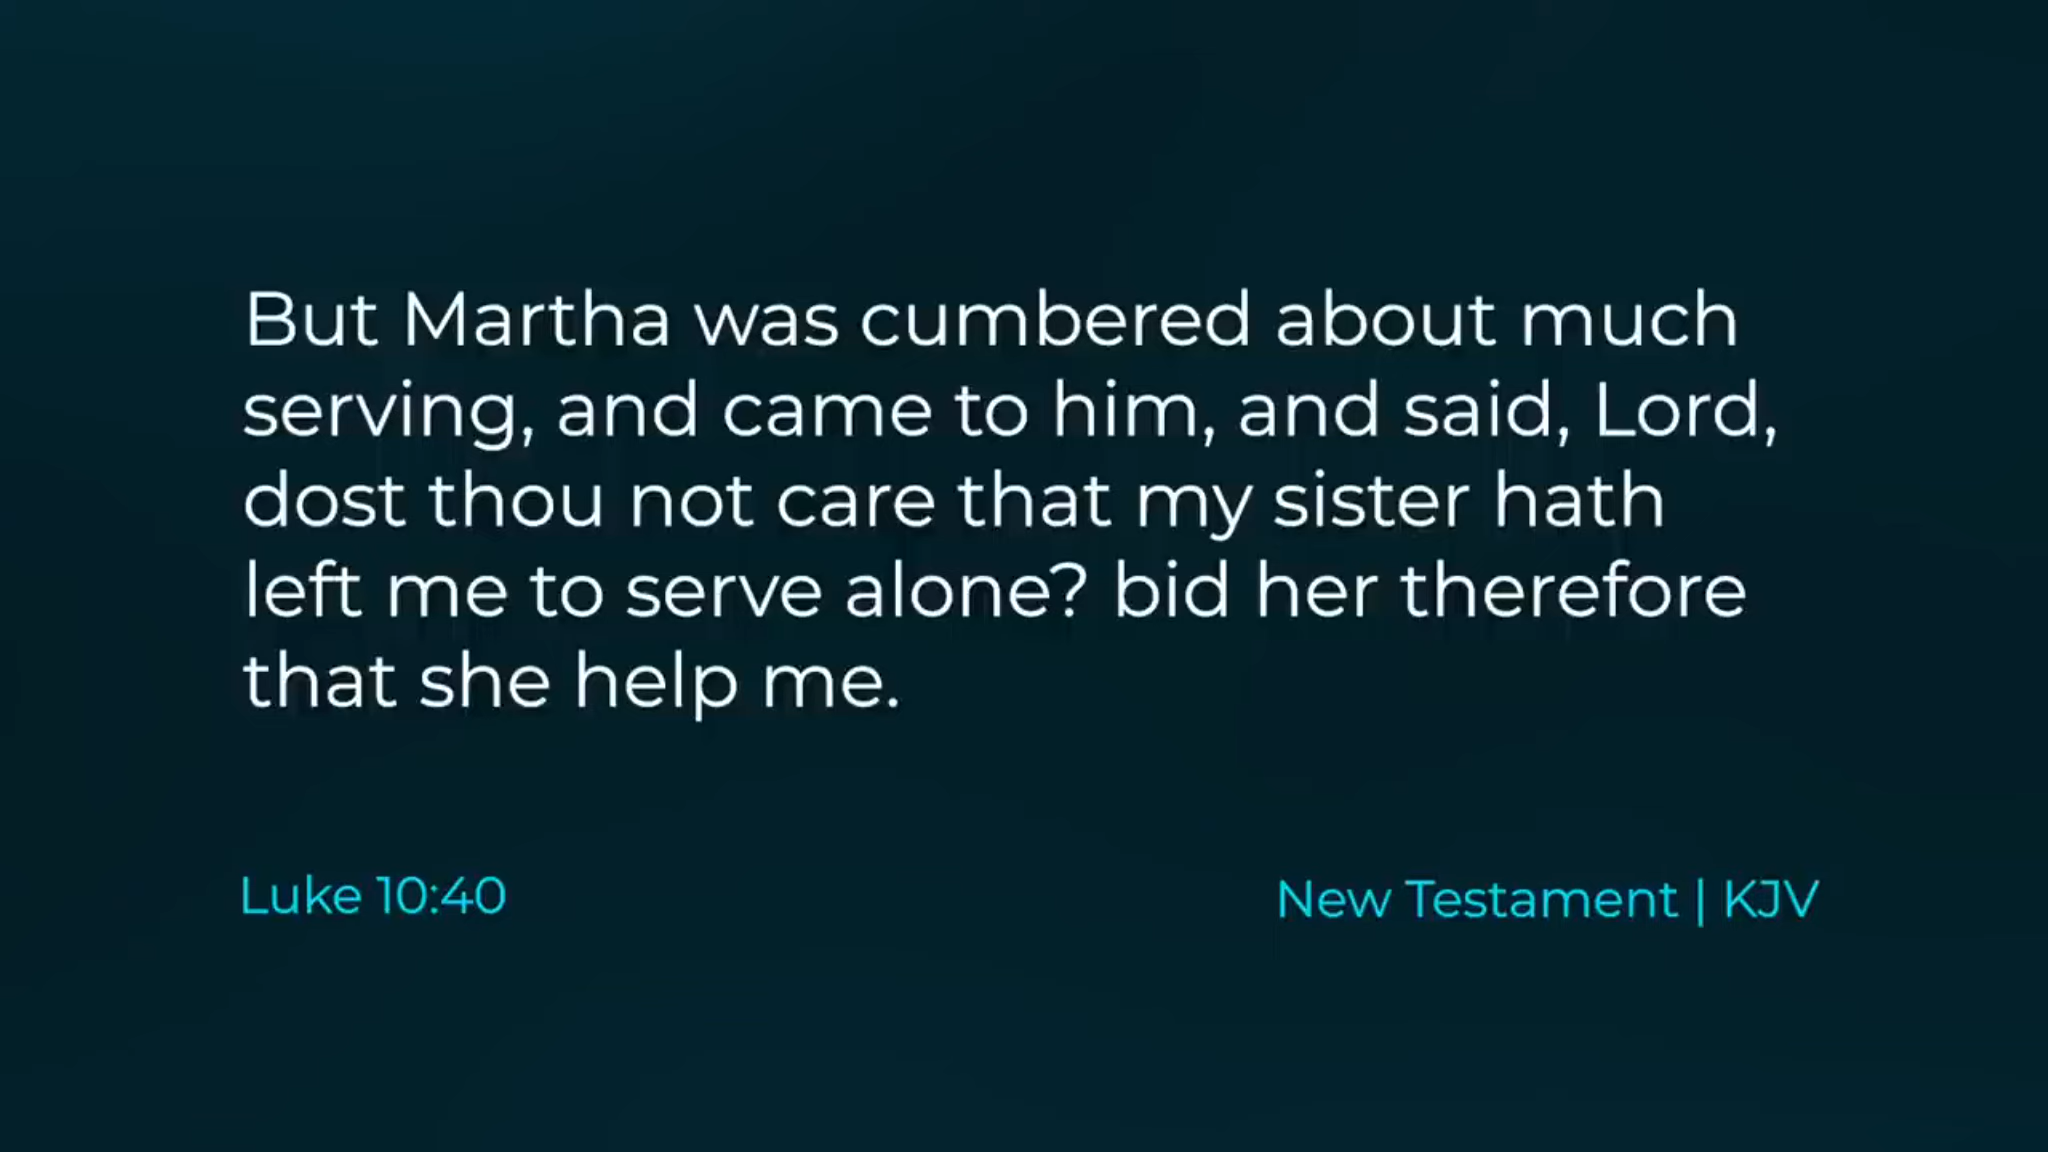 But Martha was cumbered about much
serving, and came to him, and said, Lord,
dost thou not care that my sister hath
left me to serve alone? bid her therefore
that she help me.
Luke 10:40
New Testament | KJV